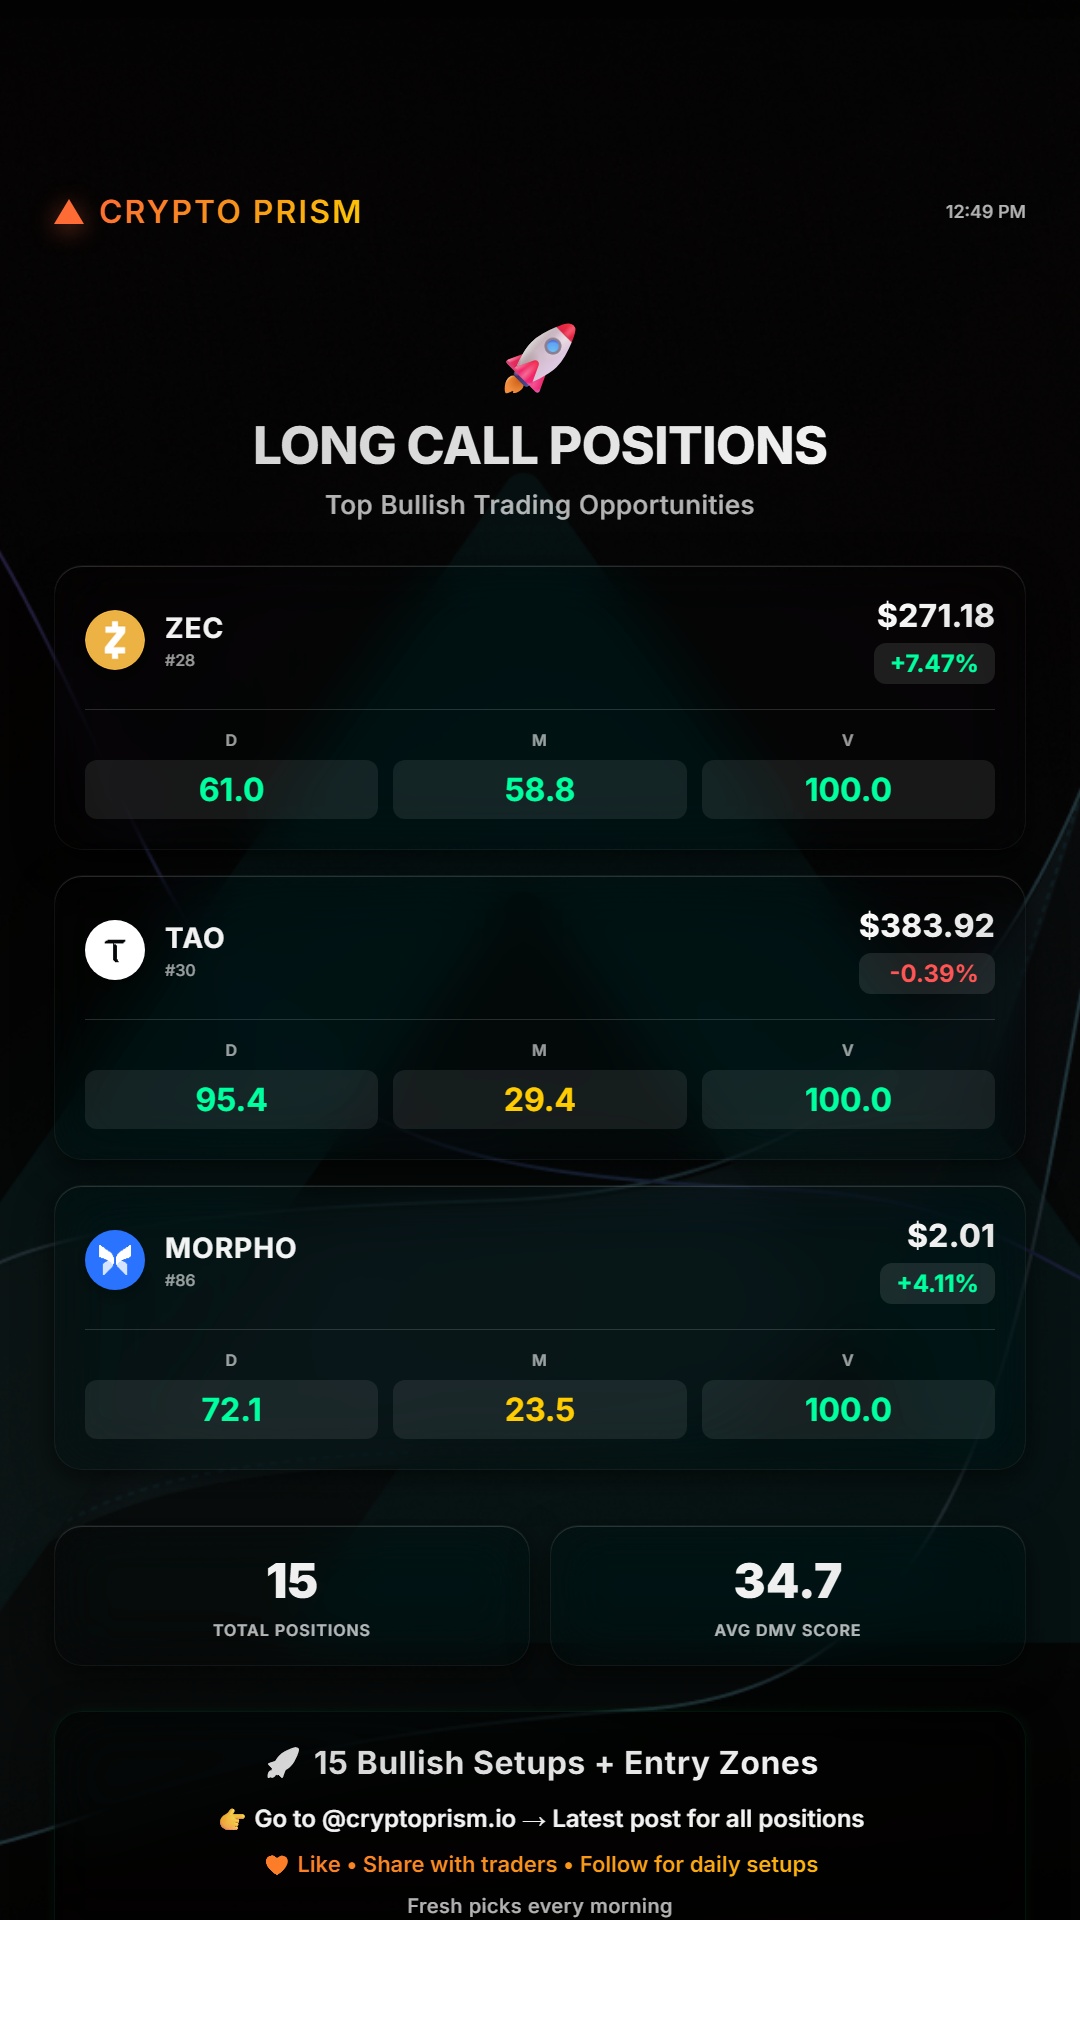 CRYPTO PRISM
12:49 PM
LONG CALL POSITIONS
Top Bullish Trading Opportunities
ZEC
#28
$271.18
+7.47%
D M V
61.0 58.8 100.0
TAO
#30
$383.92
-0.39%
D M V
95.4 29.4 100.0
MORPHO
#86
$2.01
+4.11%
D M V
72.1 23.5 100.0
15
TOTAL POSITIONS
34.7
AVG DMV SCORE
🚀 15 Bullish Setups + Entry Zones
👉 Go to @cryptoprism.io → Latest post for all positions
🧡 Like • Share with traders • Follow for daily setups
Fresh picks every morning